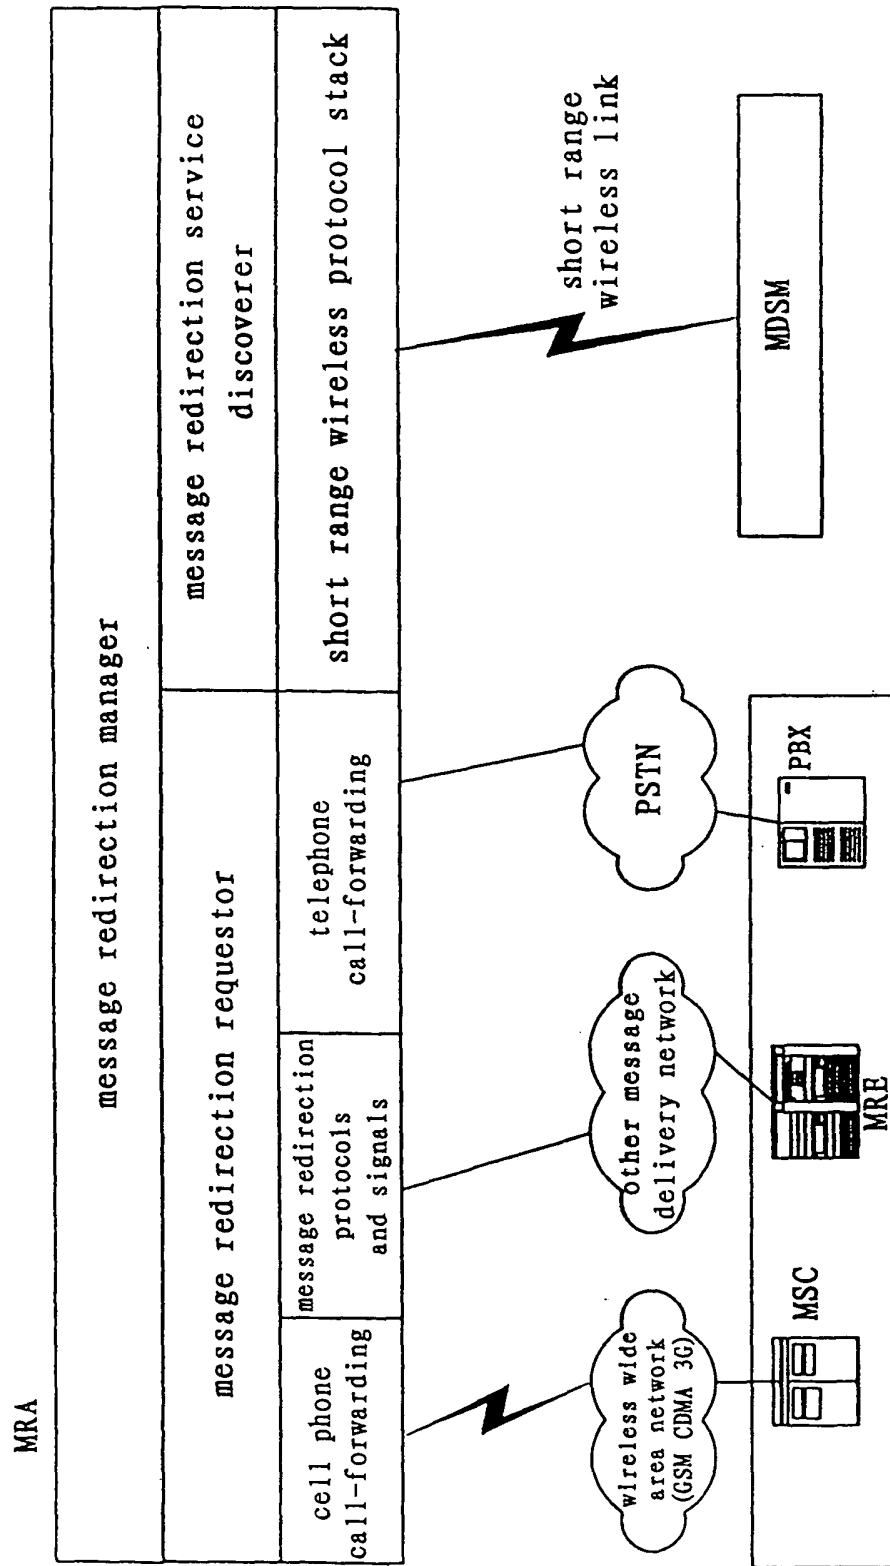 MRA
message redirection manager
message redirection requestor
message redirection service
discoverer
cell phone
call-forwarding
message redirection
protocols
and signals
telephone
call-forwarding
short range wireless protocol stack
short range
wireless link
wireless wide
area network
(GSM CDMA 3G)
other message
delivery network
PSTN
MDSM
MSC
MRE
PBX